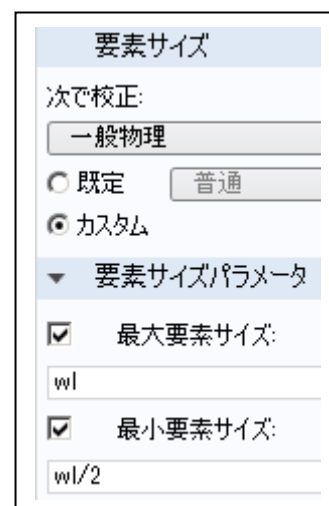 要素サイズ
次で校正:
一般物理
既定 普通
カスタム
要素サイズパラメータ
最大要素サイズ:
wl
最小要素サイズ:
wl/2